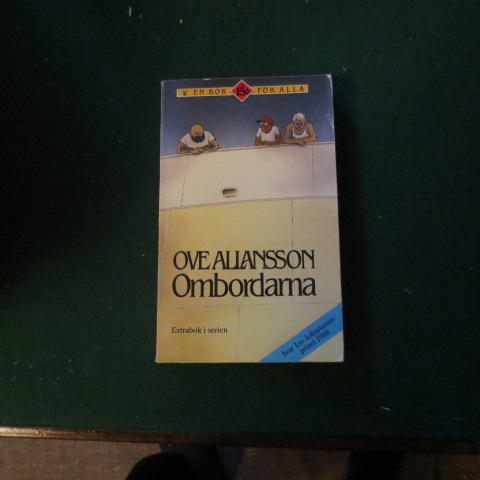 EN BOK 15:- FÖR ALLA
OVE ALLANSSON
Ombordarna
Extrabok i serien
Ivar Lo-Johansson-
priset 1988